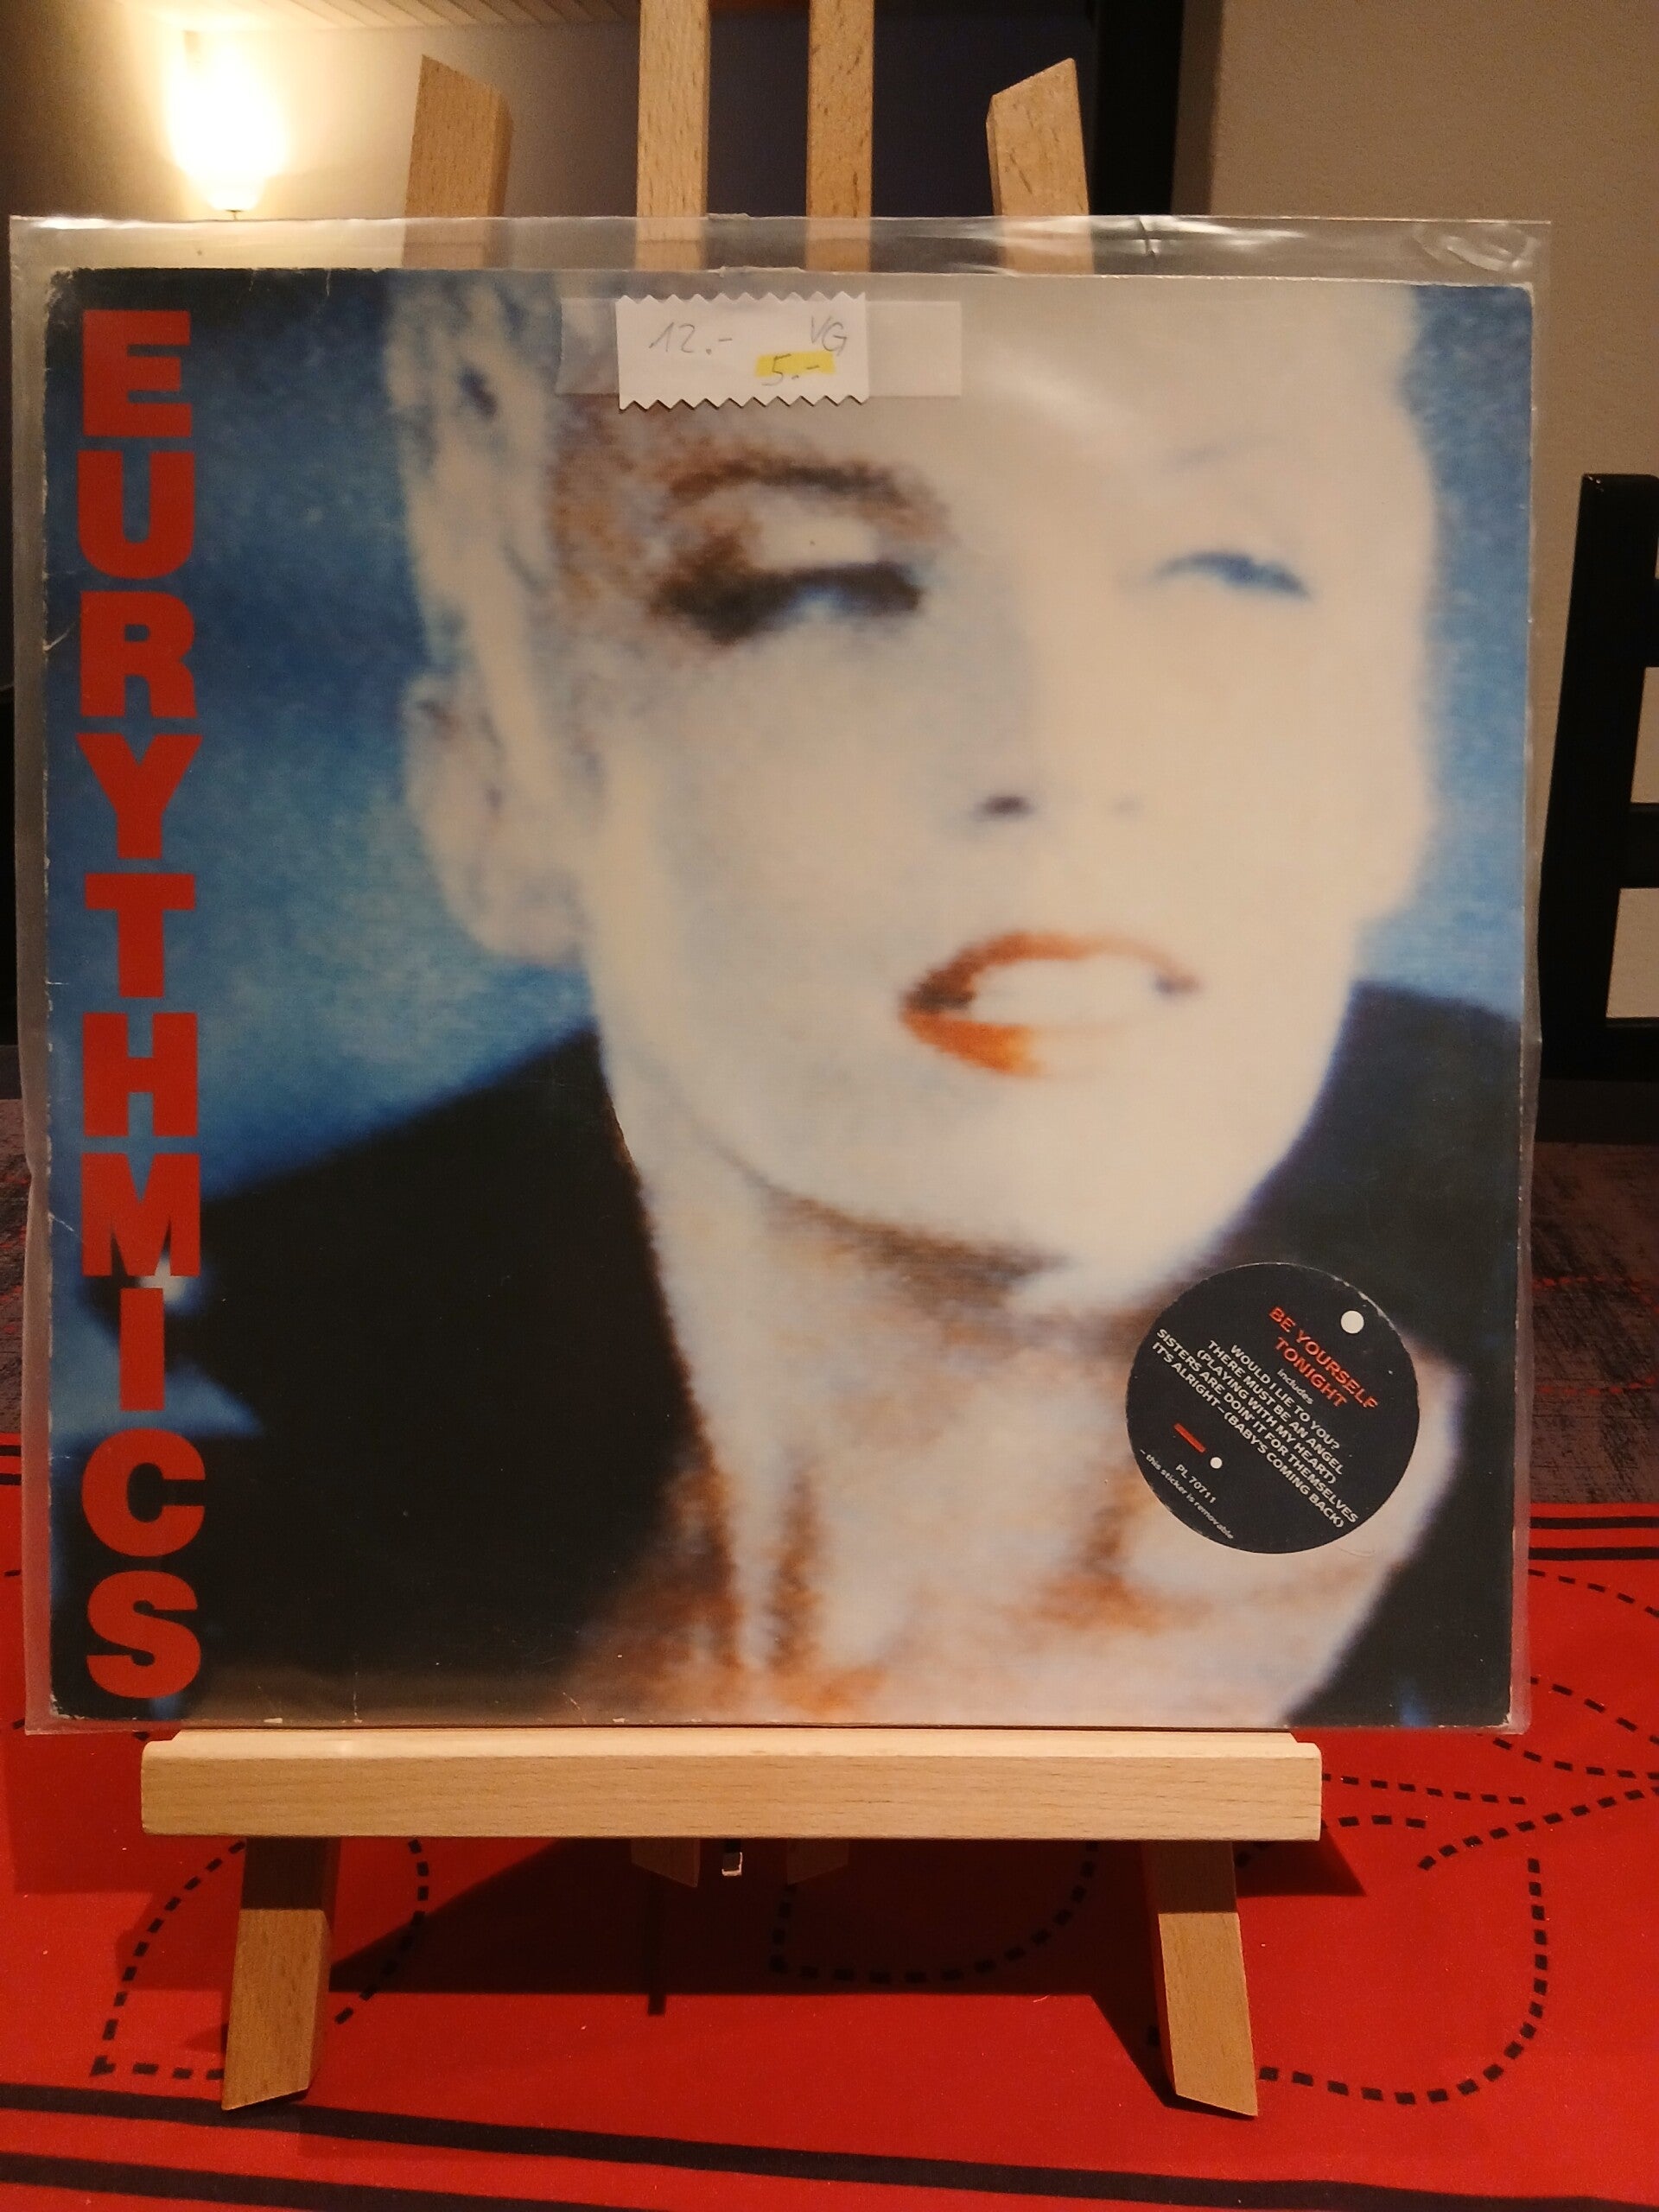 EURYTHMICS
12.- VG
5.-
BE YOURSELF
TONIGHT
includes
WOULD I LIE TO YOU?
THERE MUST BE AN ANGEL
(PLAYING WITH MY HEART)
SISTERS ARE DOIN' IT FOR THEMSELVES
IT'S ALRIGHT—(BABY'S COMING BACK)
PL 70711
– this sticker is removable